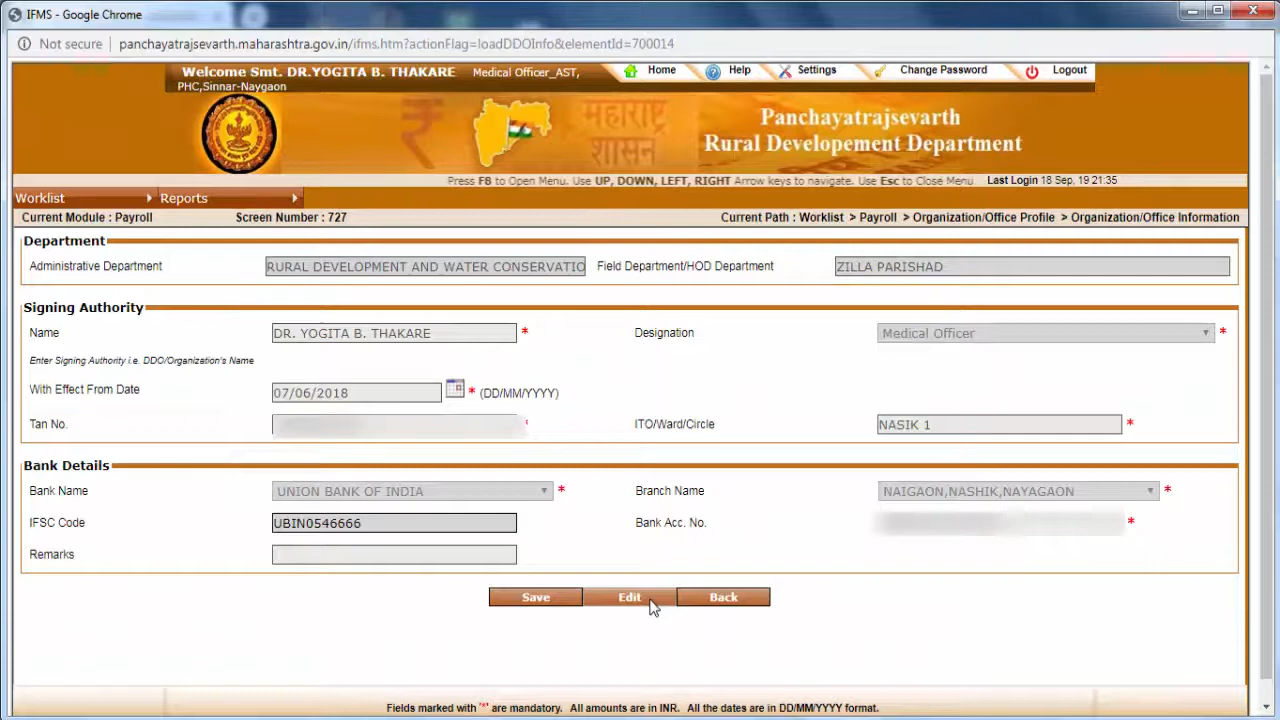 IFMS - Google Chrome
Not secure panchayatrajsevarth.maharashtra.gov.in/ifms.htm?actionFlag=loadDDOInfo&elementId=700014
Welcome Smt. DR.YOGITA B. THAKARE Medical Officer_AST,
PHC,Sinnar-Naygaon
Home Help Settings Change Password Logout
महाराष्ट्र
शासन
Panchayatrajsevarth
Rural Developement Department
Press F8 to Open Menu. Use UP, DOWN, LEFT, RIGHT Arrow keys to navigate. Use Esc to Close Menu Last Login 18 Sep, 19 21:35
Worklist Reports
Current Module : Payroll Screen Number : 727 Current Path : Worklist > Payroll > Organization/Office Profile > Organization/Office Information
Department
Administrative Department RURAL DEVELOPMENT AND WATER CONSERVATIO Field Department/HOD Department ZILLA PARISHAD
Signing Authority
Name DR. YOGITA B. THAKARE * Designation Medical Officer *
Enter Signing Authority i.e. DDO/Organization's Name
With Effect From Date 07/06/2018 * (DD/MM/YYYY)
Tan No. * ITO/Ward/Circle NASIK 1 *
Bank Details
Bank Name UNION BANK OF INDIA * Branch Name NAIGAON,NASHIK,NAYAGAON *
IFSC Code UBIN0546666 Bank Acc. No. *
Remarks
Save Edit Back
Fields marked with '*' are mandatory. All amounts are in INR. All the dates are in DD/MM/YYYY format.